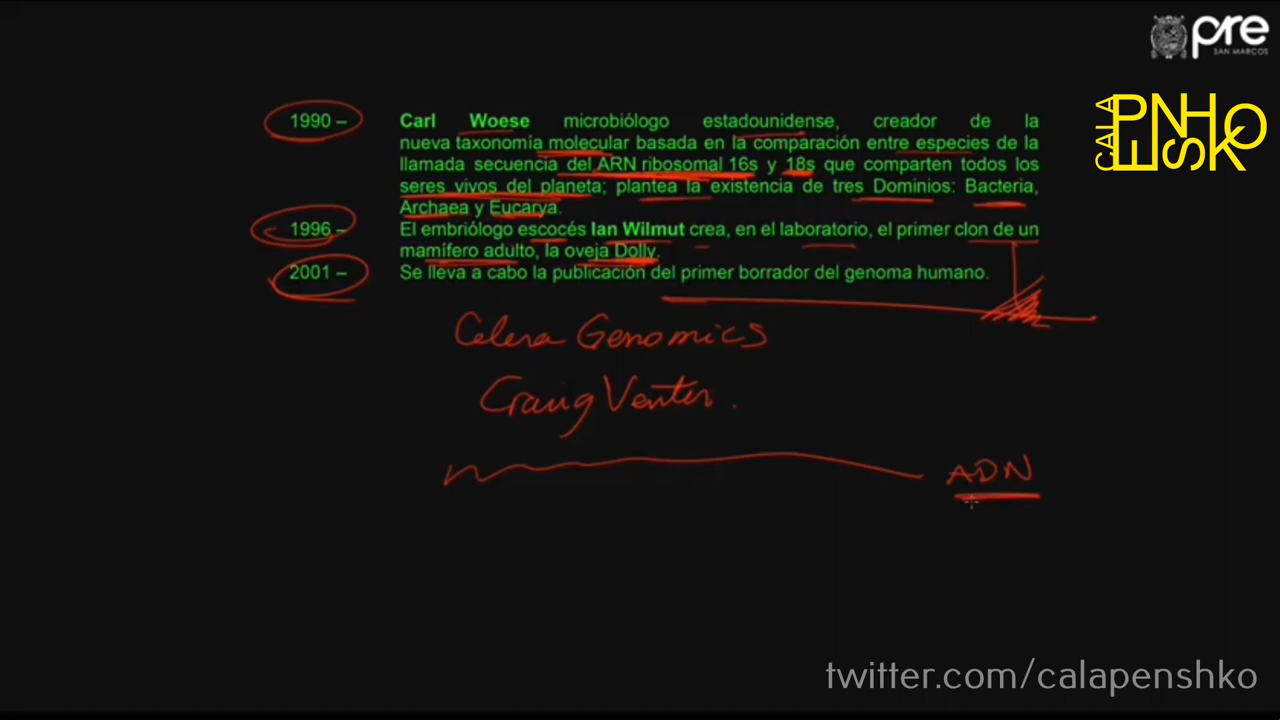 pre
SAN MARCOS
CALA
PENSHKO
1990 – Carl Woese microbiólogo estadounidense, creador de la
nueva taxonomía molecular basada en la comparación entre especies de la
llamada secuencia del ARN ribosomal 16s y 18s que comparten todos los
seres vivos del planeta; plantea la existencia de tres Dominios: Bacteria,
Archaea y Eucarya.
1996 – El embriólogo escocés Ian Wilmut crea, en el laboratorio, el primer clon de un
mamífero adulto, la oveja Dolly.
2001 – Se lleva a cabo la publicación del primer borrador del genoma humano.
Celera Genomics
Craig Venter.
ADN
twitter.com/calapenshko